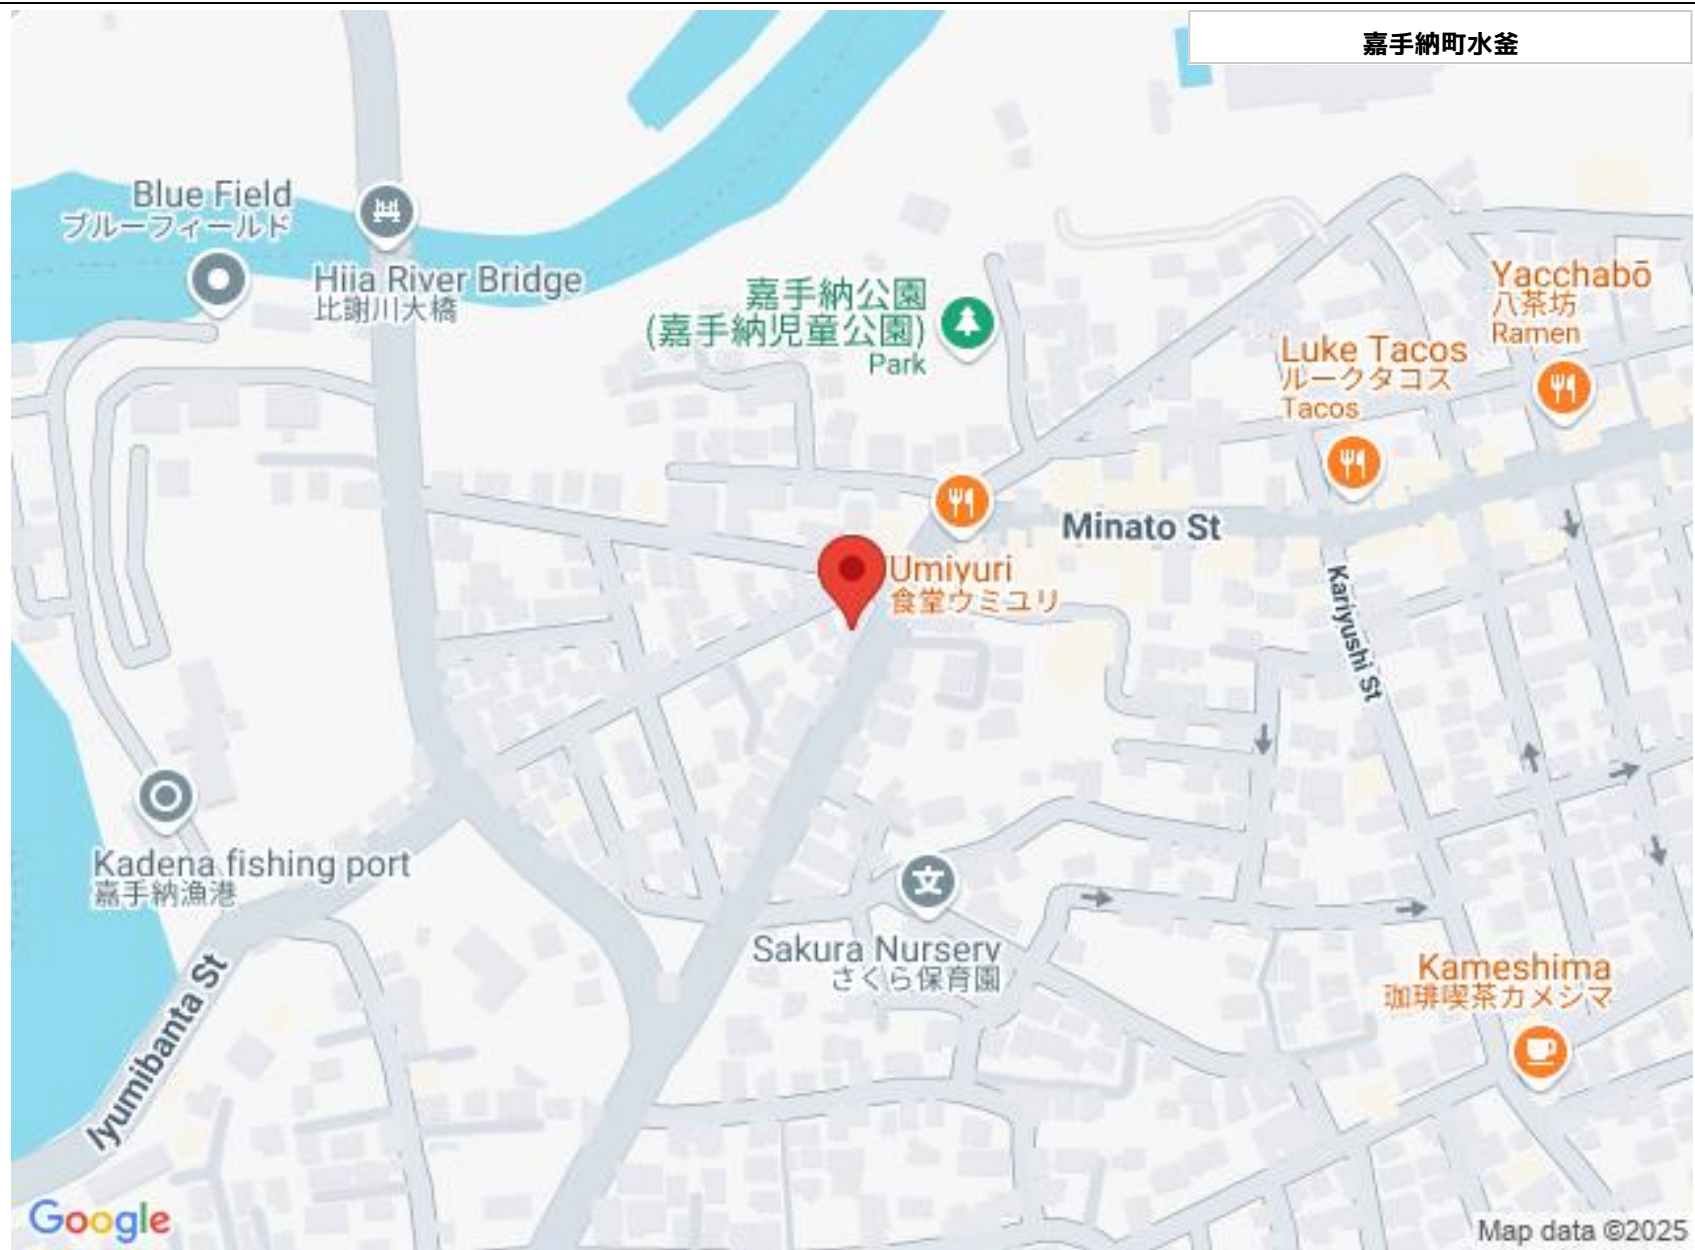 嘉手納町水釜
Blue Field
ブルーフィールド
Hija River Bridge
比謝川大橋
嘉手納公園
(嘉手納児童公園)
Park
Yacchabō
八茶坊
Ramen
Luke Tacos
ルークタコス
Tacos
Minato St
Umiyuri
食堂ウミユリ
Kariyushi St
Kadena fishing port
嘉手納漁港
文
Sakura Nursery
さくら保育園
Kameshima
珈琲喫茶カメシマ
Iyumibanta St
Google
Map data ©2025